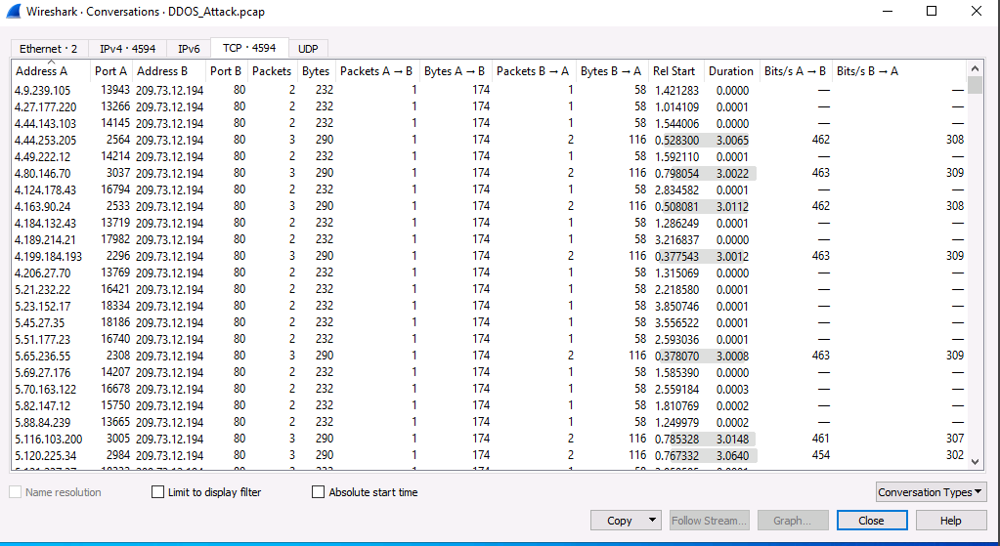 Wireshark · Conversations · DDOS_Attack.pcap
Ethernet · 2 IPv4 · 4594 IPv6 TCP · 4594 UDP
Address A Port A Address B Port B Packets Bytes Packets A → B Bytes A → B Packets B → A Bytes B → A Rel Start Duration Bits/s A → B Bits/s B → A
4.9.239.105 13943 209.73.12.194 80 2 232 1 174 1 58 1.421283 0.0000 — —
4.27.177.220 13266 209.73.12.194 80 2 232 1 174 1 58 1.014109 0.0001 — —
4.44.143.103 14145 209.73.12.194 80 2 232 1 174 1 58 1.544006 0.0000 — —
4.44.253.205 2564 209.73.12.194 80 3 290 1 174 2 116 0.528300 3.0065 462 308
4.49.222.12 14214 209.73.12.194 80 2 232 1 174 1 58 1.592110 0.0001 — —
4.80.146.70 3037 209.73.12.194 80 3 290 1 174 2 116 0.798054 3.0022 463 309
4.124.178.43 16794 209.73.12.194 80 2 232 1 174 1 58 2.834582 0.0001 — —
4.163.90.24 2533 209.73.12.194 80 3 290 1 174 2 116 0.508081 3.0112 462 308
4.184.132.43 13719 209.73.12.194 80 2 232 1 174 1 58 1.286249 0.0001 — —
4.189.214.21 17982 209.73.12.194 80 2 232 1 174 1 58 3.216837 0.0000 — —
4.199.184.193 2296 209.73.12.194 80 3 290 1 174 2 116 0.377543 3.0012 463 309
4.206.27.70 13769 209.73.12.194 80 2 232 1 174 1 58 1.315069 0.0000 — —
5.21.232.22 16421 209.73.12.194 80 2 232 1 174 1 58 2.218580 0.0001 — —
5.23.152.17 18334 209.73.12.194 80 2 232 1 174 1 58 3.850746 0.0001 — —
5.45.27.35 18186 209.73.12.194 80 2 232 1 174 1 58 3.556522 0.0001 — —
5.51.177.23 16740 209.73.12.194 80 2 232 1 174 1 58 2.593036 0.0001 — —
5.65.236.55 2308 209.73.12.194 80 3 290 1 174 2 116 0.378070 3.0008 463 309
5.69.27.176 14207 209.73.12.194 80 2 232 1 174 1 58 1.585390 0.0000 — —
5.70.163.122 16678 209.73.12.194 80 2 232 1 174 1 58 2.559184 0.0003 — —
5.82.147.12 15750 209.73.12.194 80 2 232 1 174 1 58 1.810769 0.0002 — —
5.88.84.239 13665 209.73.12.194 80 2 232 1 174 1 58 1.249979 0.0002 — —
5.116.103.200 3005 209.73.12.194 80 3 290 1 174 2 116 0.785328 3.0148 461 307
5.120.225.34 2984 209.73.12.194 80 3 290 1 174 2 116 0.767332 3.0640 454 302
Name resolution Limit to display filter Absolute start time Conversation Types
Copy Follow Stream... Graph... Close Help